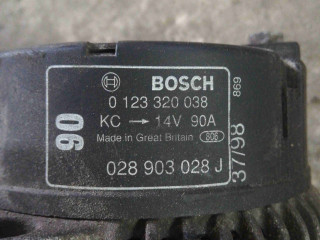 BOSCH
0 123 320 038
KC → 14V 90A
Made in Great Britain 806
028 903 028 J
90
869
37/98